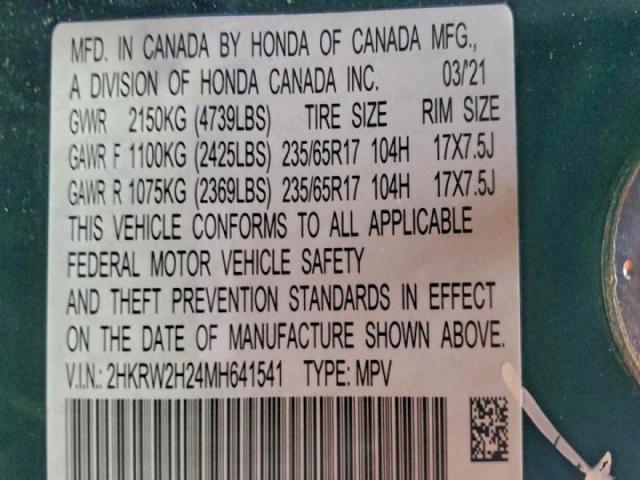 MFD. IN CANADA BY HONDA OF CANADA MFG.,
A DIVISION OF HONDA CANADA INC. 03/'21
GVWR 2150KG (4739LBS) TIRE SIZE RIM SIZE
GAWR F 1100KG (2425LBS) 235/65R17 104H 17X7.5J
GAWR R 1075KG (2369LBS) 235/65R17 104H 17X7.5J
THIS VEHICLE CONFORMS TO ALL APPLICABLE
FEDERAL MOTOR VEHICLE SAFETY
AND THEFT PREVENTION STANDARDS IN EFFECT
ON THE DATE OF MANUFACTURE SHOWN ABOVE.
V.I.N.: 2HKRW2H24MH641541 TYPE: MPV